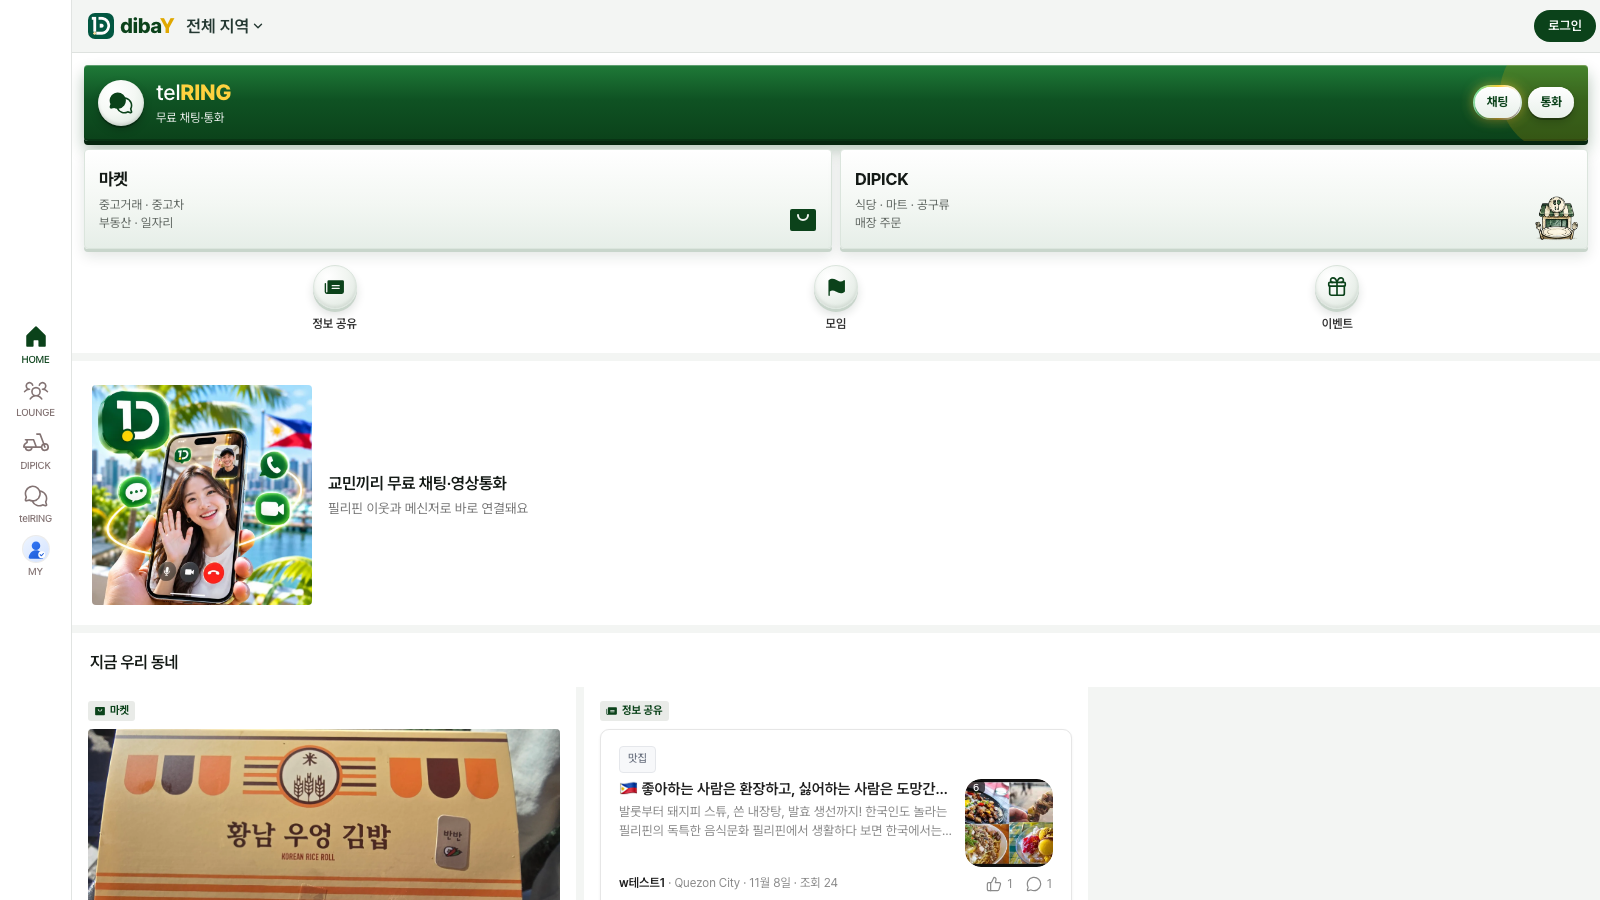 dibaY 전체 지역
로그인
telRING
무료 채팅·통화
채팅
통화
마켓
중고거래 · 중고차
부동산 · 일자리
DIPICK
식당 · 마트 · 공구류
매장 주문
정보 공유
모임
이벤트
HOME
LOUNGE
DIPICK
telRING
MY
교민끼리 무료 채팅·영상통화
필리핀 이웃과 메신저로 바로 연결돼요
지금 우리 동네
마켓
황남 우엉 김밥
KOREAN RICE ROLL
반반
정보 공유
맛집
🇵🇭 좋아하는 사람은 환장하고, 싫어하는 사람은 도망간...
발룻부터 돼지피 스튜, 쓴 내장탕, 발효 생선까지! 한국인도 놀라는
필리핀의 독특한 음식문화 필리핀에서 생활하다 보면 한국에서는...
6
w테스트1 · Quezon City · 11월 8일 · 조회 24
1
1